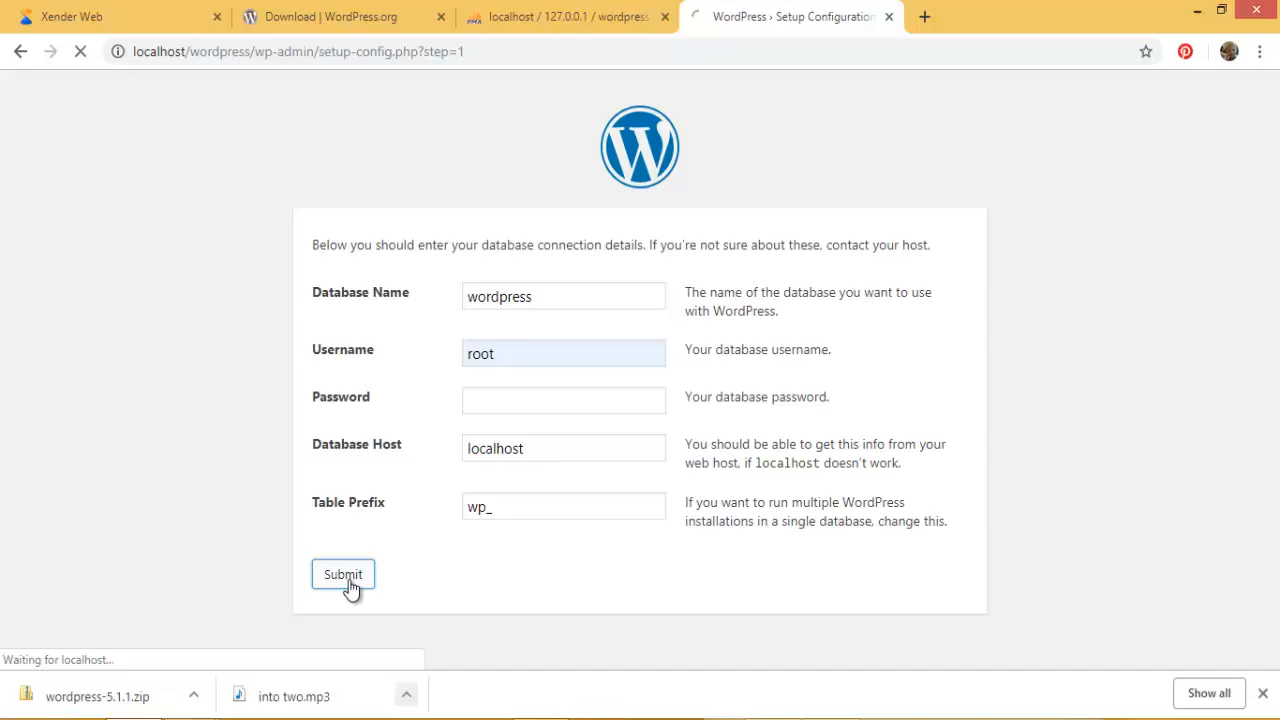 Xender Web
Download | WordPress.org
localhost / 127.0.0.1 / wordpress
WordPress › Setup Configuration
localhost/wordpress/wp-admin/setup-config.php?step=1
Below you should enter your database connection details. If you're not sure about these, contact your host.
Database Name
wordpress
The name of the database you want to use
with WordPress.
Username
root
Your database username.
Password
Your database password.
Database Host
localhost
You should be able to get this info from your
web host, if localhost doesn't work.
Table Prefix
wp_
If you want to run multiple WordPress
installations in a single database, change this.
Submit
Waiting for localhost...
wordpress-5.1.1.zip
into two.mp3
Show all